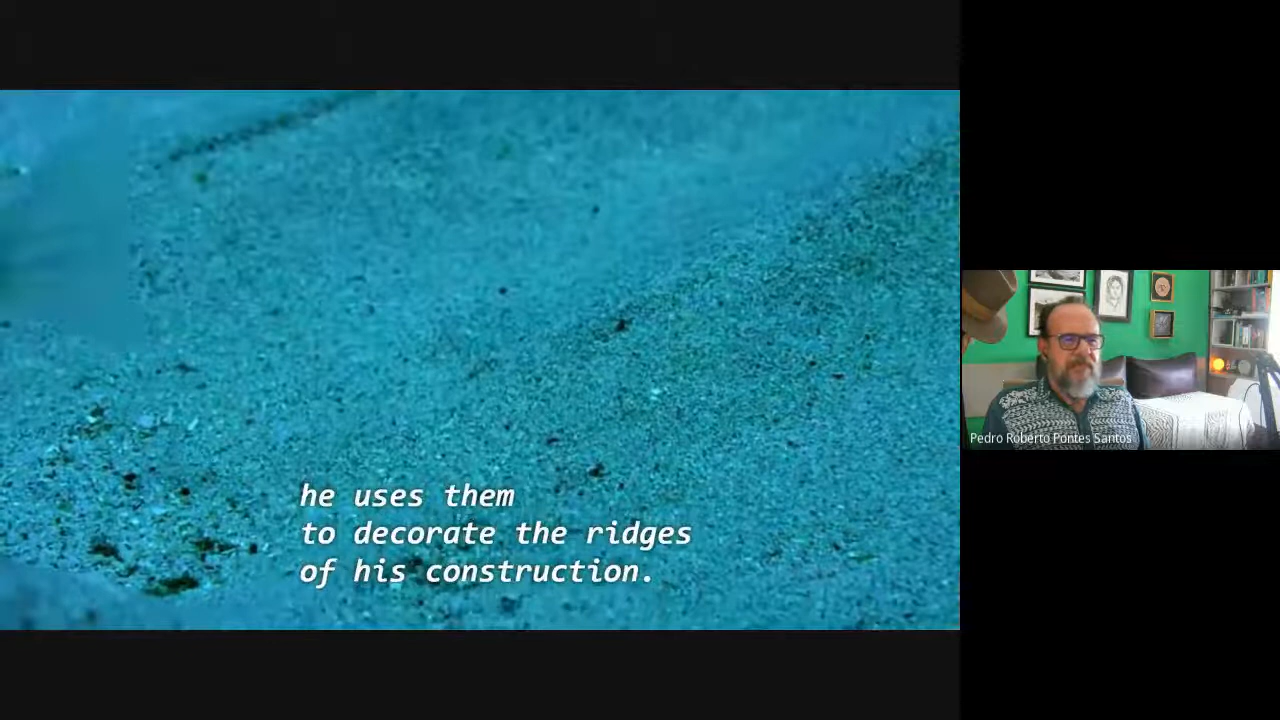 he uses them
to decorate the ridges
of his construction.
Pedro Roberto Pontes Santos